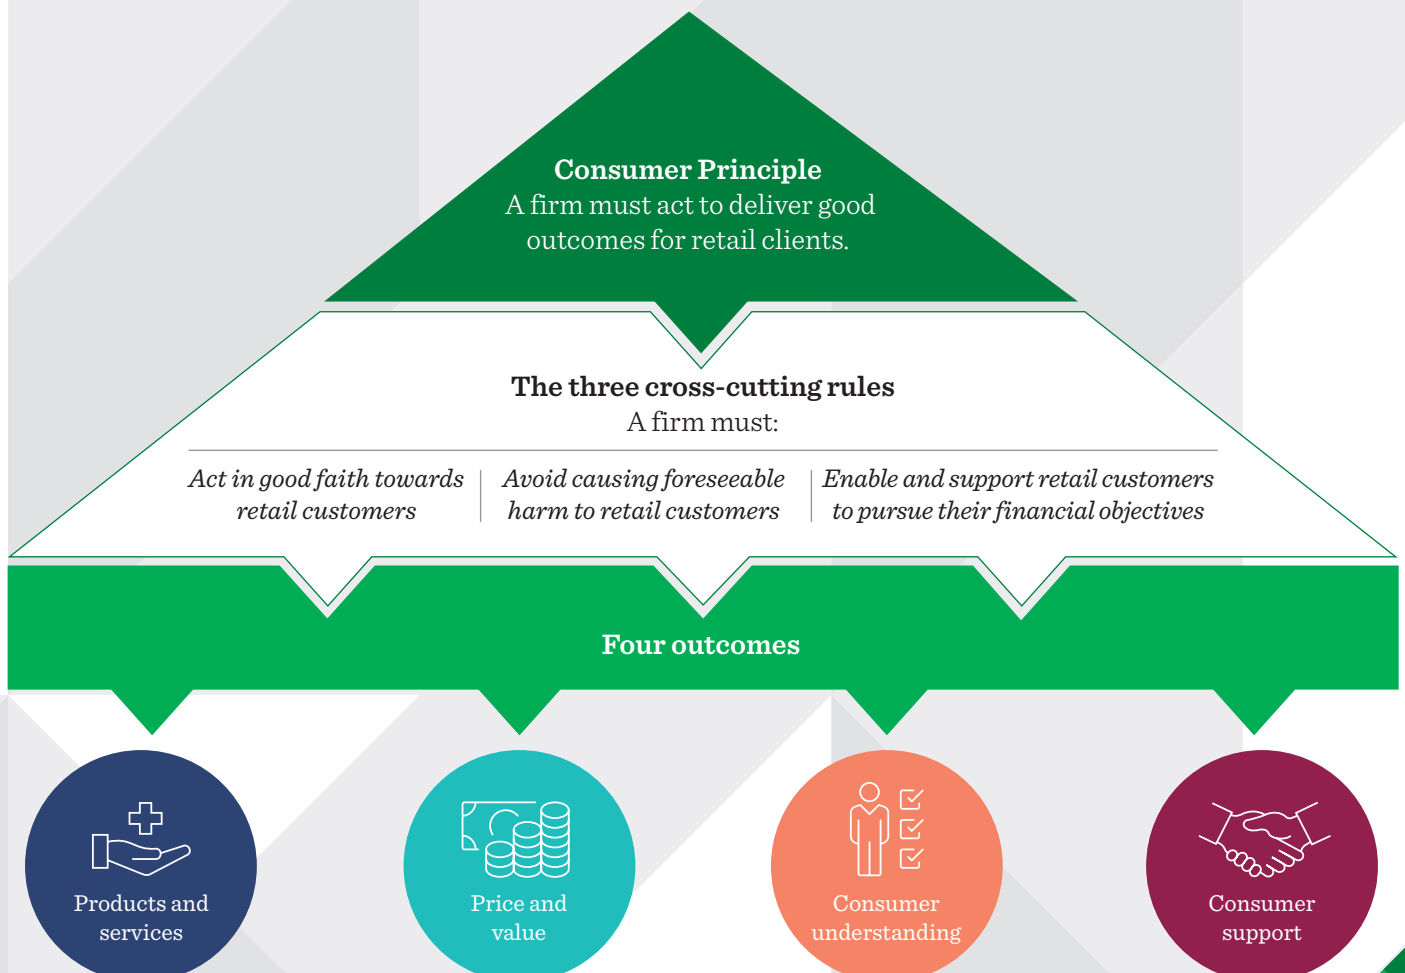 Consumer Principle
A firm must act to deliver good
outcomes for retail clients.
The three cross-cutting rules
A firm must:
Act in good faith towards
retail customers
Avoid causing foreseeable
harm to retail customers
Enable and support retail customers
to pursue their financial objectives
Four outcomes
Products and
services
Price and
value
Consumer
understanding
Consumer
support